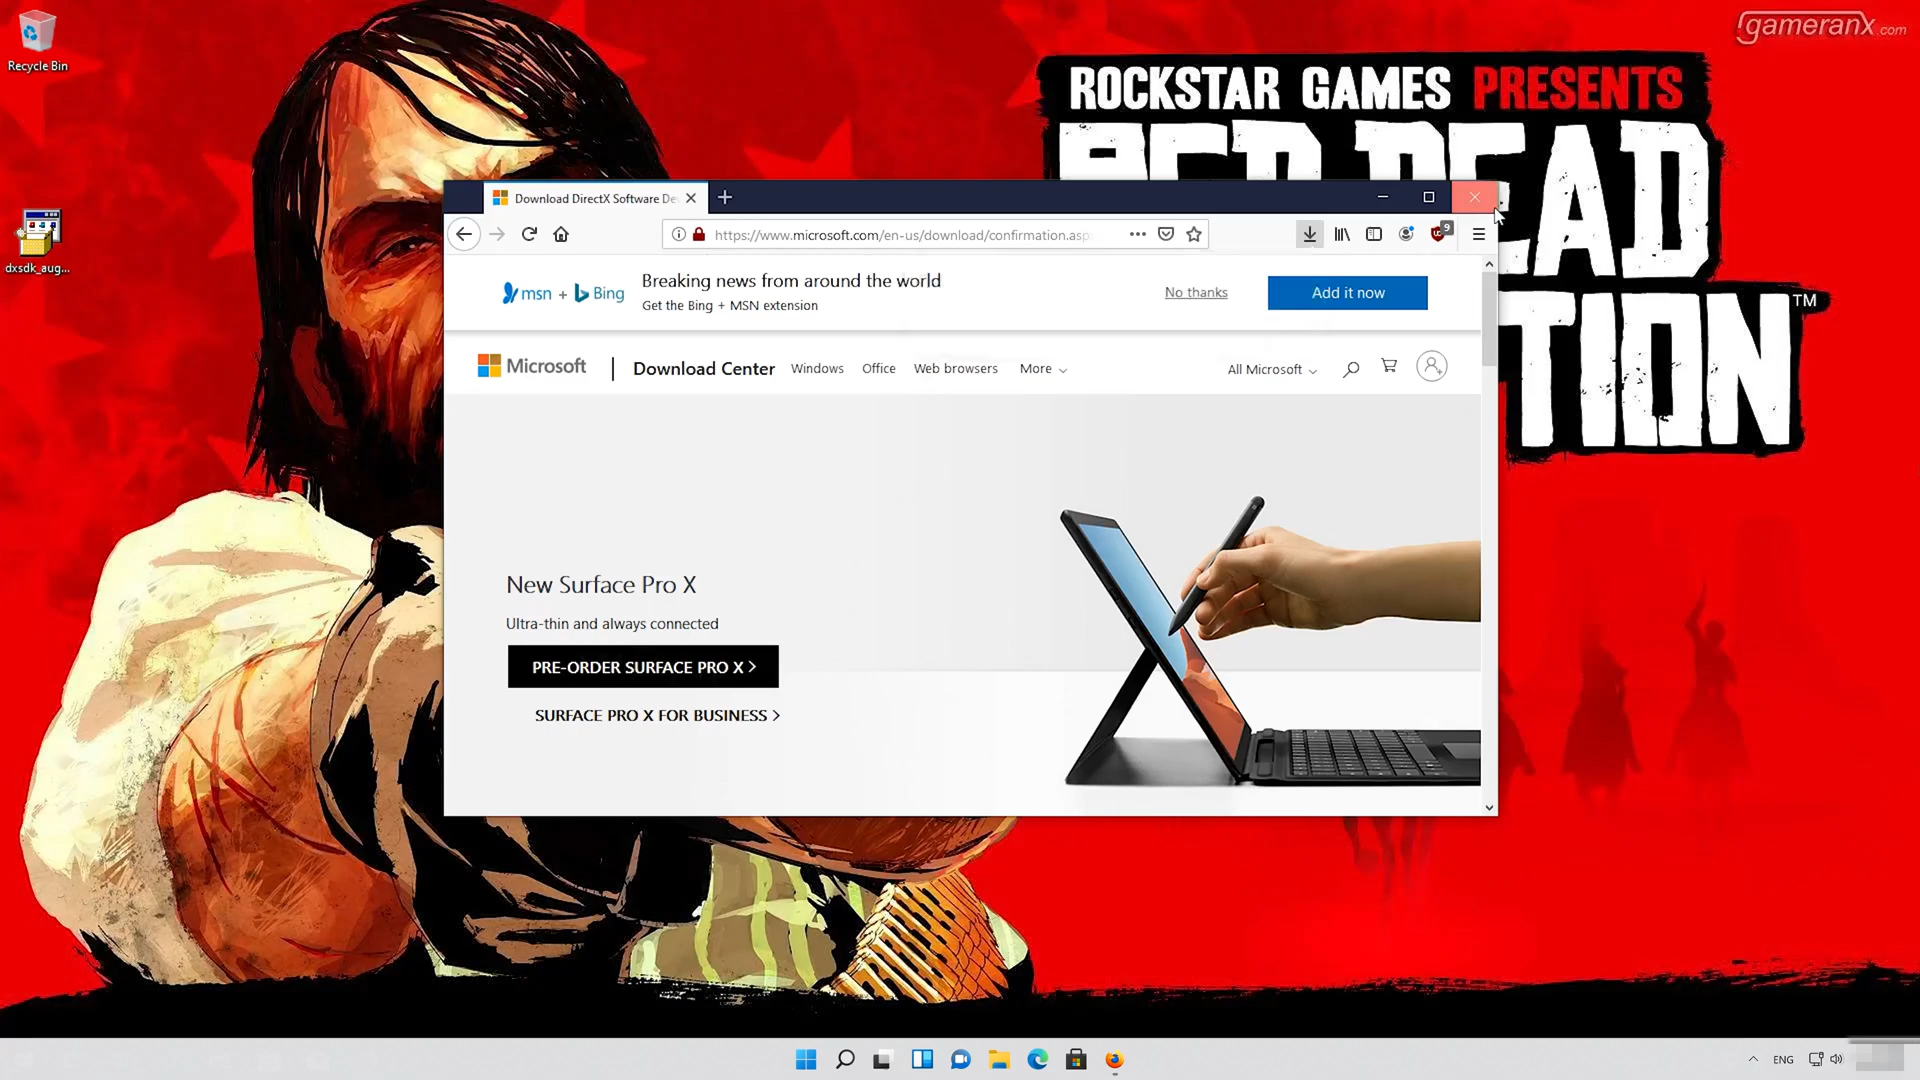 Recycle Bin
dxsdk_aug...
gameranx.com
ROCKSTAR GAMES PRESENTS
TM
Download DirectX Software De
https://www.microsoft.com/en-us/download/confirmation.asp
9
msn + Bing
Breaking news from around the world
Get the Bing + MSN extension
No thanks
Add it now
Microsoft
Download Center
Windows
Office
Web browsers
More
All Microsoft
New Surface Pro X
Ultra-thin and always connected
PRE-ORDER SURFACE PRO X >
SURFACE PRO X FOR BUSINESS >
ENG